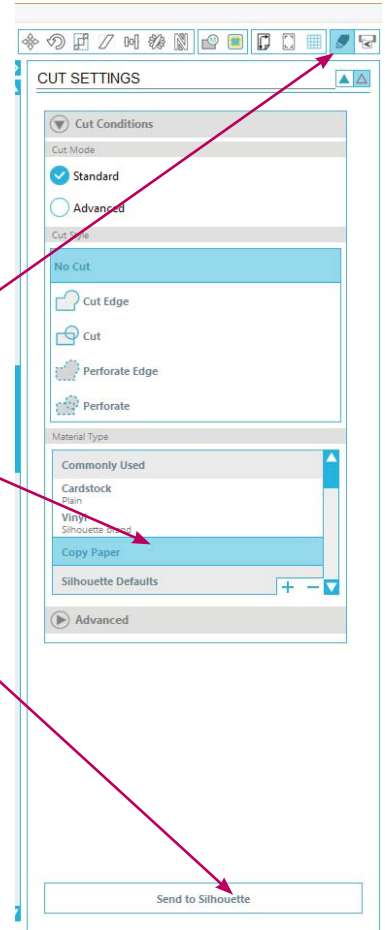 CUT SETTINGS
Cut Conditions
Cut Mode
Standard
Advanced
Cut Style
No Cut
Cut Edge
Cut
Perforate Edge
Perforate
Material Type
Commonly Used
Cardstock
Plain
Vinyl
Silhouette Brand
Copy Paper
Silhouette Defaults
+ −
Advanced
Send to Silhouette